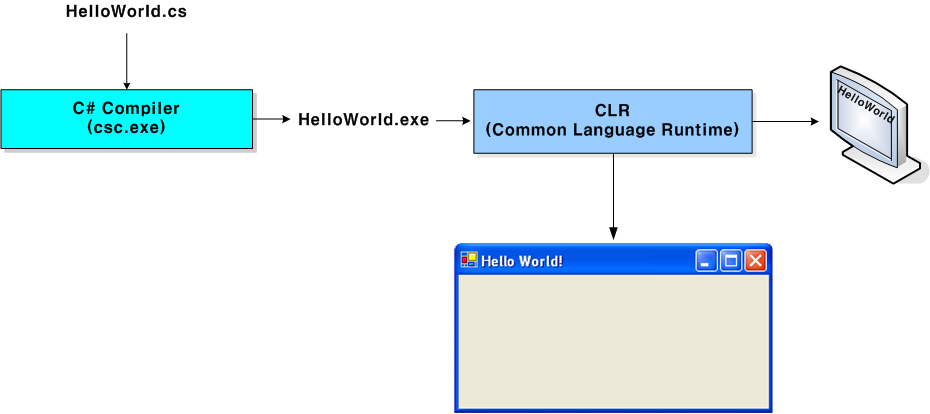 HelloWorld.cs
C# Compiler
(csc.exe)
HelloWorld.exe
CLR
(Common Language Runtime)
HelloWorld
Hello World!